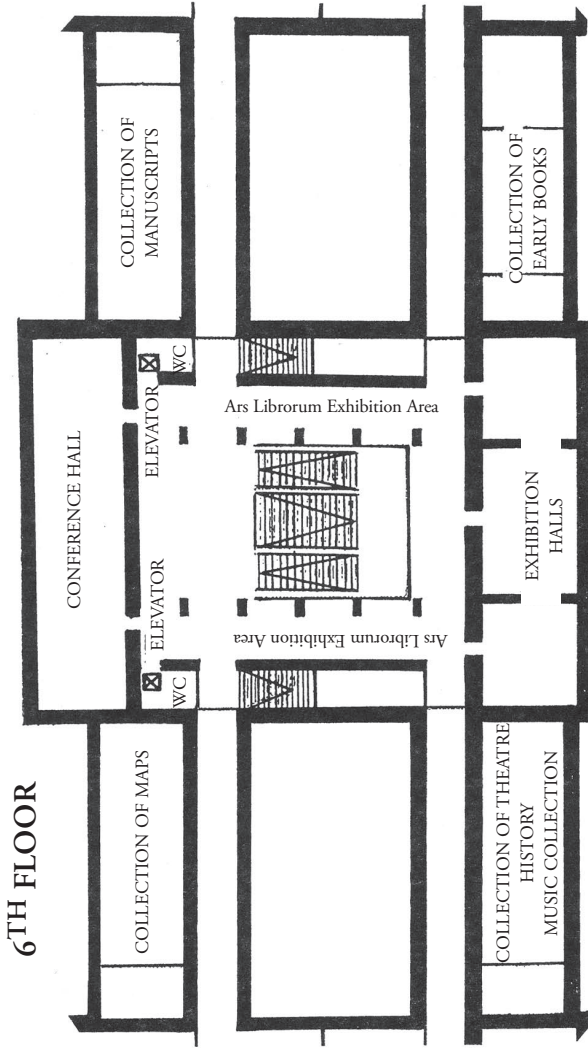 6TH FLOOR
COLLECTION OF MAPS
CONFERENCE HALL
COLLECTION OF
MANUSCRIPTS
WC
ELEVATOR
ELEVATOR
WC
Ars Librorum Exhibition Area
Ars Librorum Exhibition Area
COLLECTION OF THEATRE
HISTORY
MUSIC COLLECTION
EXHIBITION
HALLS
COLLECTION OF
EARLY BOOKS